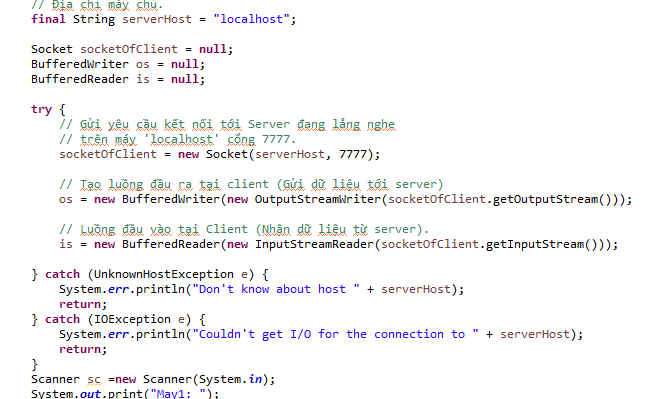 // Địa chỉ máy chủ.
final String serverHost = "localhost";
Socket socketOfClient = null;
BufferedWriter os = null;
BufferedReader is = null;
try {
// Gửi yêu cầu kết nối tới Server đang lắng nghe
// trên máy 'localhost' cổng 7777.
socketOfClient = new Socket(serverHost, 7777);
// Tạo luồng đầu ra tại client (Gửi dữ liệu tới server)
os = new BufferedWriter(new OutputStreamWriter(socketOfClient.getOutputStream()));
// Luồng đầu vào tại Client (Nhận dữ liệu từ server).
is = new BufferedReader(new InputStreamReader(socketOfClient.getInputStream()));
} catch (UnknownHostException e) {
System.err.println("Don't know about host " + serverHost);
return;
} catch (IOException e) {
System.err.println("Couldn't get I/O for the connection to " + serverHost);
return;
}
Scanner sc =new Scanner(System.in);
System.out.print("May1: ");